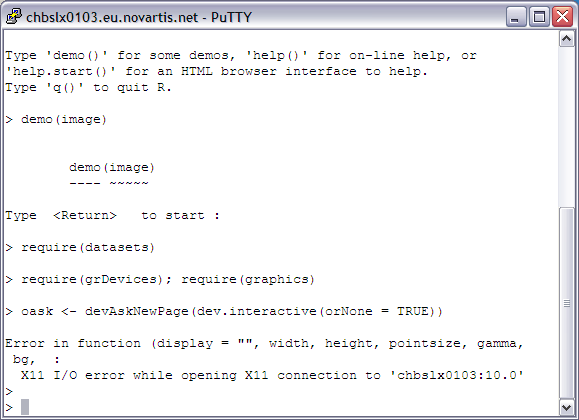 chbslx0103.eu.novartis.net - PuTTY
Type 'demo()' for some demos, 'help()' for on-line help, or
'help.start()' for an HTML browser interface to help.
Type 'q()' to quit R.
> demo(image)
demo(image)
---- ~~~~~
Type  <Return>   to start :
> require(datasets)
> require(grDevices); require(graphics)
> oask <- devAskNewPage(dev.interactive(orNone = TRUE))
Error in function (display = "", width, height, pointsize, gamma,
bg,  :
X11 I/O error while opening X11 connection to 'chbslx0103:10.0'
>
>